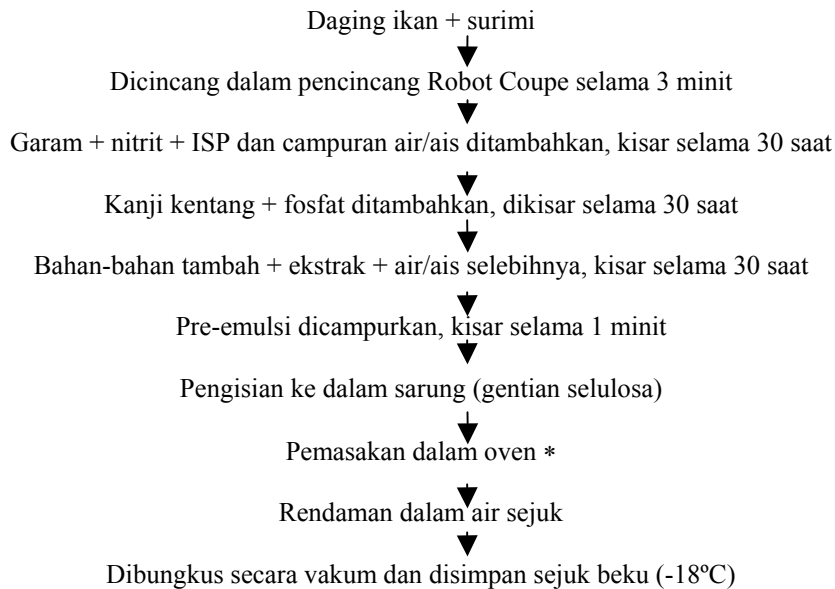 Daging ikan + surimi
Dicincang dalam pencincang Robot Coupe selama 3 minit
Garam + nitrit + ISP dan campuran air/ais ditambahkan, kisar selama 30 saat
Kanji kentang + fosfat ditambahkan, dikisar selama 30 saat
Bahan-bahan tambah + ekstrak + air/ais selebihnya, kisar selama 30 saat
Pre-emulsi dicampurkan, kisar selama 1 minit
Pengisian ke dalam sarung (gentian selulosa)
Pemasakan dalam oven *
Rendaman dalam air sejuk
Dibungkus secara vakum dan disimpan sejuk beku (-18ºC)